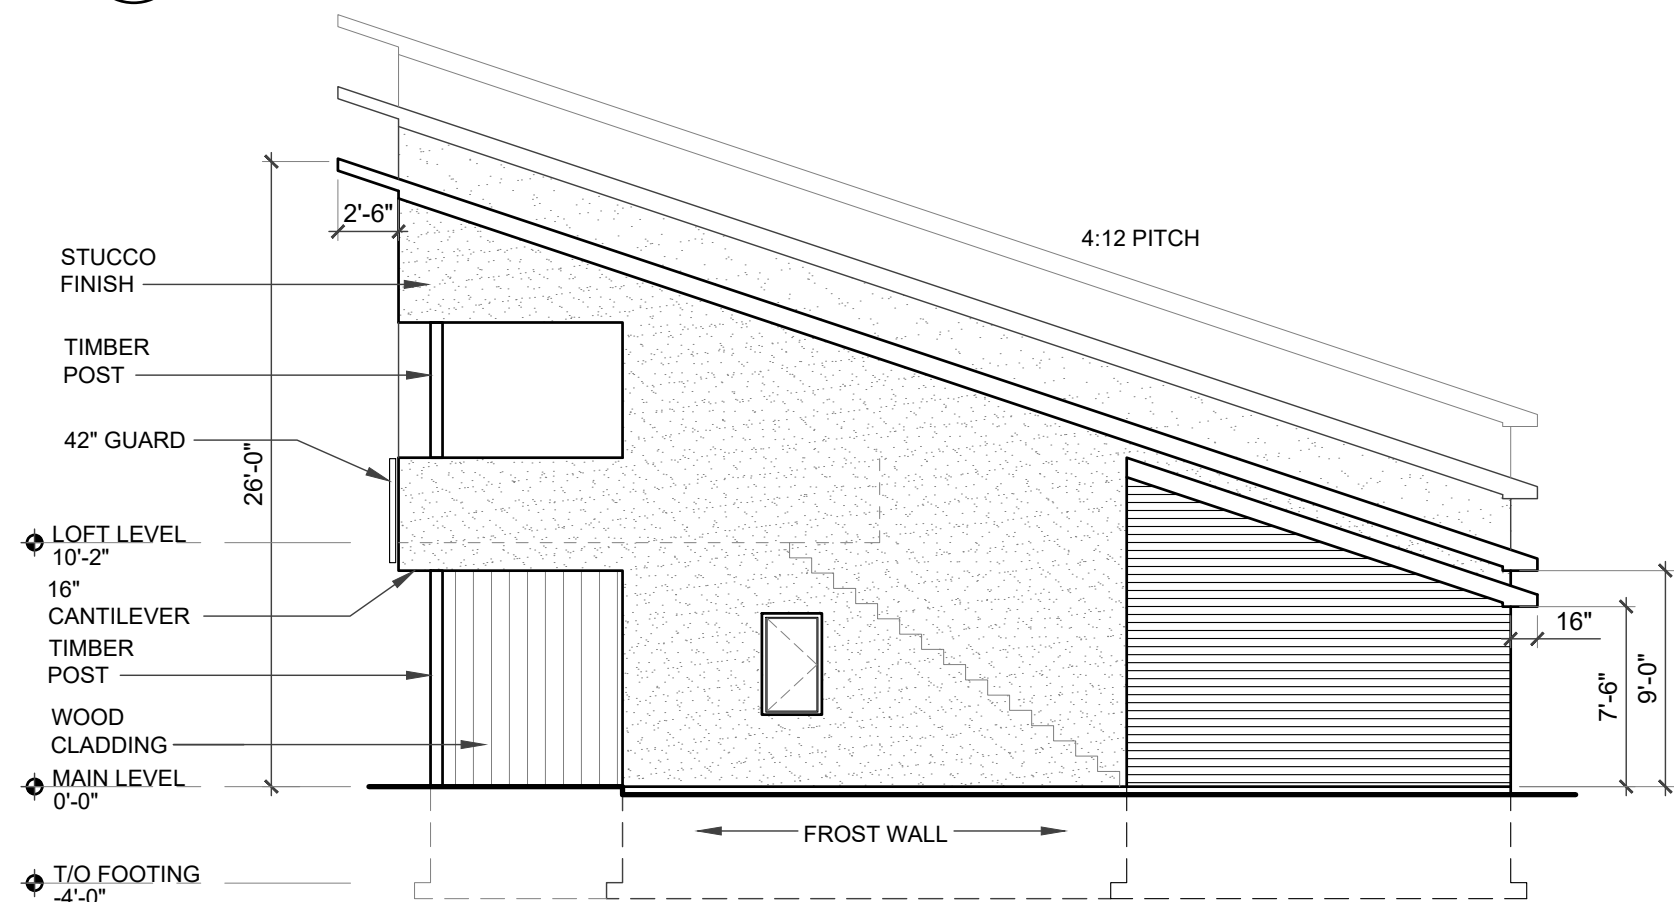 4:12 PITCH
2'-6"
STUCCO
FINISH
TIMBER
POST
42" GUARD
26'-0"
LOFT LEVEL
10'-2"
16"
CANTILEVER
TIMBER
POST
WOOD
CLADDING
MAIN LEVEL
0'-0"
16"
7'-6"
9'-0"
FROST WALL
T/O FOOTING
-4'-0"